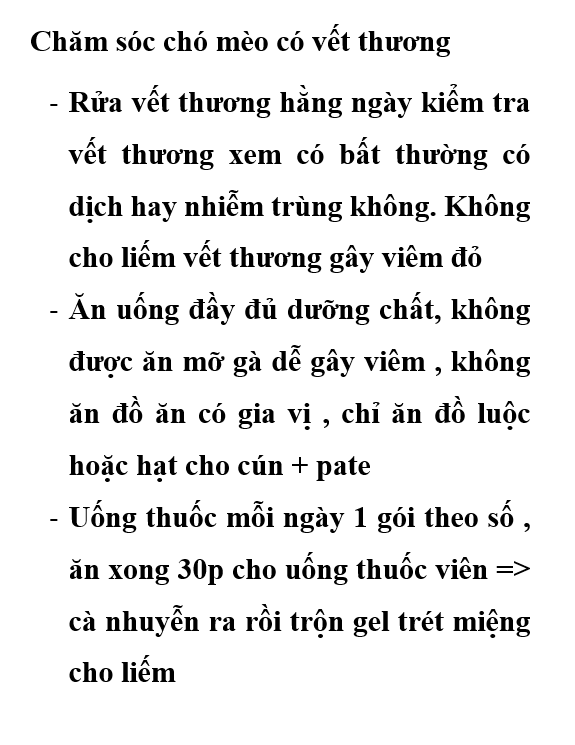 Chăm sóc chó mèo có vết thương
- Rửa vết thương hằng ngày kiểm tra
vết thương xem có bất thường có
dịch hay nhiễm trùng không. Không
cho liếm vết thương gây viêm đỏ
- Ăn uống đầy đủ dưỡng chất, không
được ăn mỡ gà dễ gây viêm , không
ăn đồ ăn có gia vị , chỉ ăn đồ luộc
hoặc hạt cho cún + pate
- Uống thuốc mỗi ngày 1 gói theo số ,
ăn xong 30p cho uống thuốc viên =>
cà nhuyễn ra rồi trộn gel trét miệng
cho liếm